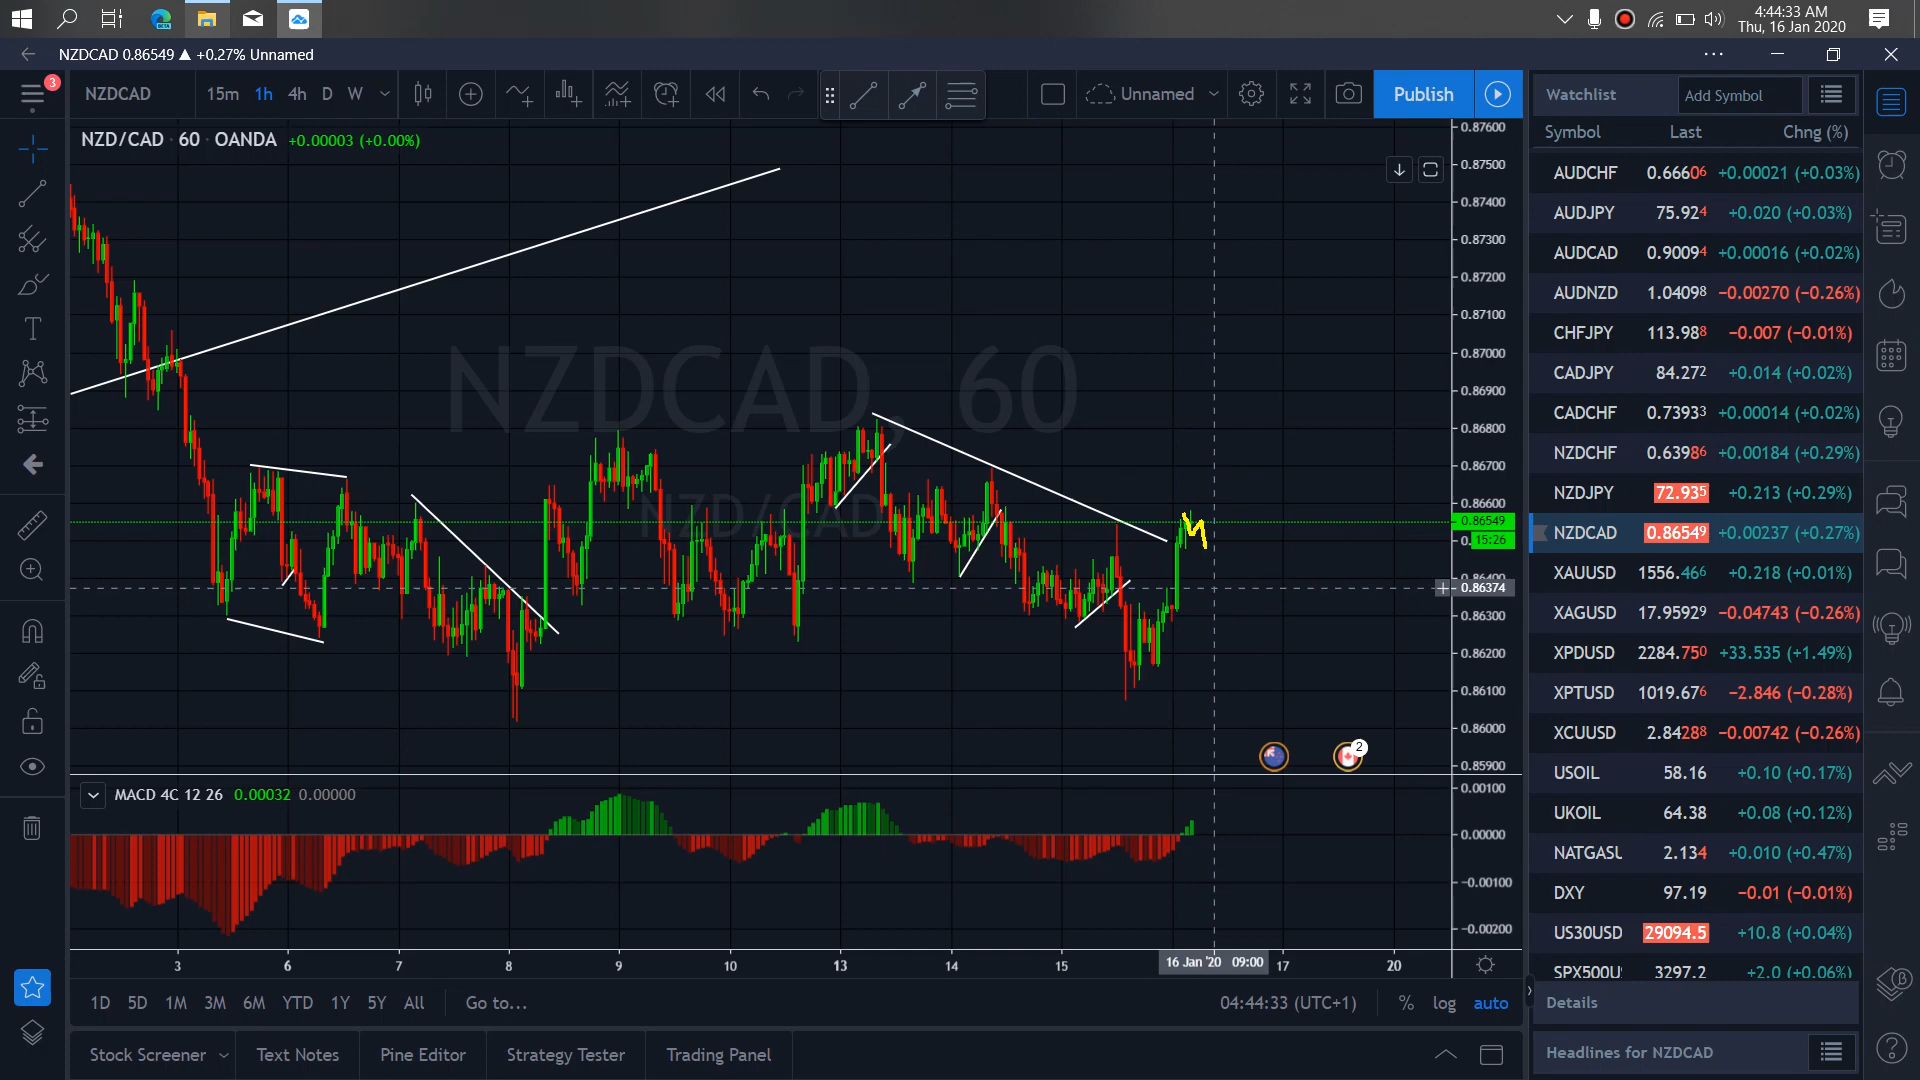 4:44:33 AM
Thu, 16 Jan 2020
NZDCAD 0.86549 ▲ +0.27% Unnamed
3
NZDCAD 15m 1h 4h D W Unnamed Publish
NZD/CAD · 60 · OANDA +0.00003 (+0.00%)
NZDCAD, 60
NZD/CAD
0.87600
0.87500
0.87400
0.87300
0.87200
0.87100
0.87000
0.86900
0.86800
0.86700
0.86600
0.86549
15:26
0.86400
0.86374
0.86300
0.86200
0.86100
0.86000
0.85900
2
MACD 4C 12 26 0.00032 0.00000
0.00100
0.00000
−0.00100
−0.00200
3 6 7 8 9 10 13 14 15 16 Jan '20 09:00 17 20
1D 5D 1M 3M 6M YTD 1Y 5Y All Go to... 04:44:33 (UTC+1) % log auto
Stock Screener Text Notes Pine Editor Strategy Tester Trading Panel
Watchlist Add Symbol
Symbol Last Chng (%)
AUDCHF 0.66606 +0.00021 (+0.03%)
AUDJPY 75.924 +0.020 (+0.03%)
AUDCAD 0.90094 +0.00016 (+0.02%)
AUDNZD 1.04098 −0.00270 (−0.26%)
CHFJPY 113.988 −0.007 (−0.01%)
CADJPY 84.272 +0.014 (+0.02%)
CADCHF 0.73933 +0.00014 (+0.02%)
NZDCHF 0.63986 +0.00184 (+0.29%)
NZDJPY 72.935 +0.213 (+0.29%)
NZDCAD 0.86549 +0.00237 (+0.27%)
XAUUSD 1556.466 +0.218 (+0.01%)
XAGUSD 17.95929 −0.04743 (−0.26%)
XPDUSD 2284.750 +33.535 (+1.49%)
XPTUSD 1019.676 −2.846 (−0.28%)
XCUUSD 2.84288 −0.00742 (−0.26%)
USOIL 58.16 +0.10 (+0.17%)
UKOIL 64.38 +0.08 (+0.12%)
NATGASU 2.134 +0.010 (+0.47%)
DXY 97.19 −0.01 (−0.01%)
US30USD 29094.5 +10.8 (+0.04%)
SPX500U 3297.2 +2.0 (+0.06%)
Details
Headlines for NZDCAD